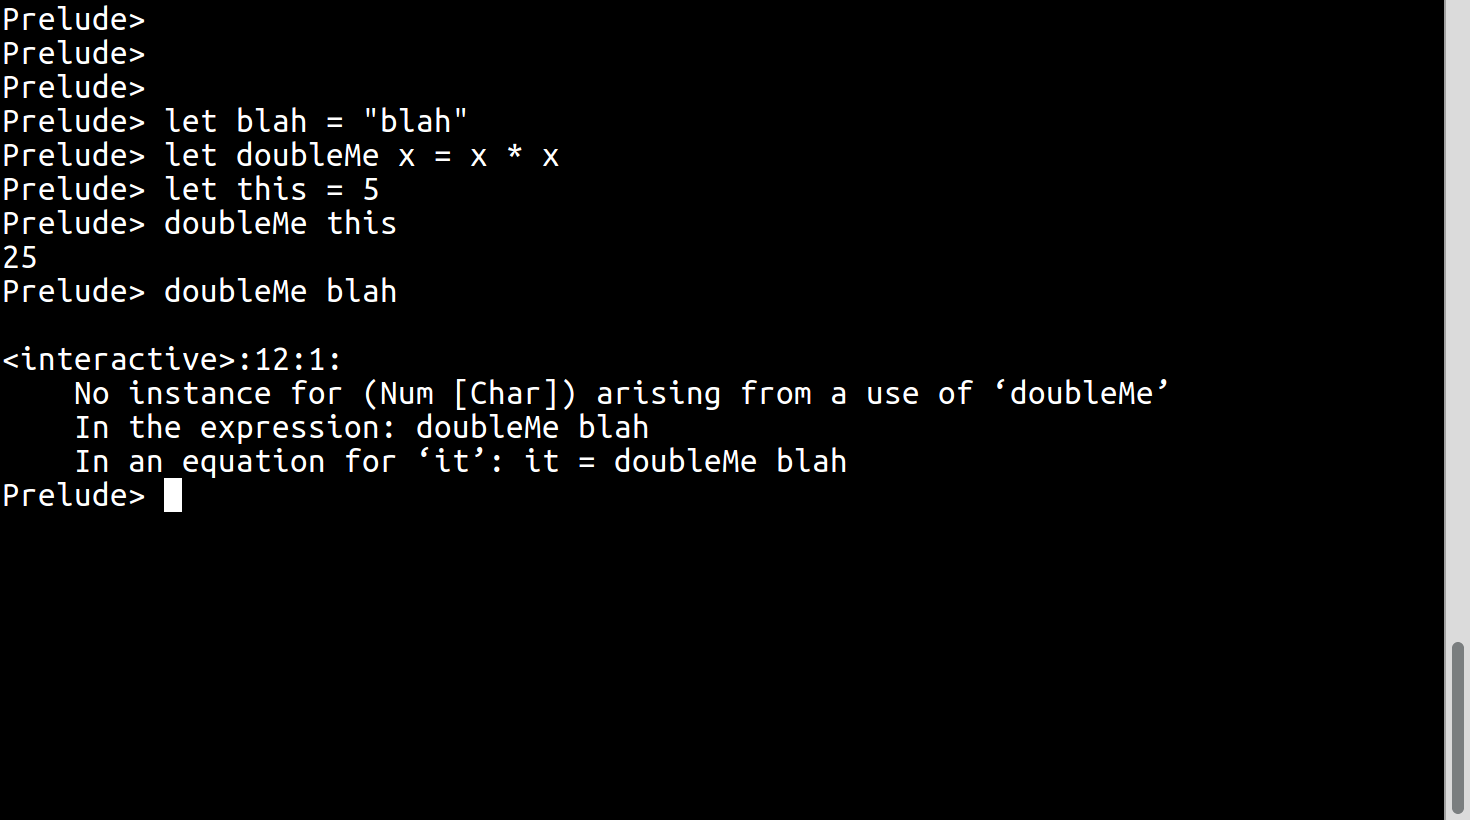 Prelude>
Prelude>
Prelude>
Prelude> let blah = "blah"
Prelude> let doubleMe x = x * x
Prelude> let this = 5
Prelude> doubleMe this
25
Prelude> doubleMe blah

<interactive>:12:1:
    No instance for (Num [Char]) arising from a use of ‘doubleMe’
    In the expression: doubleMe blah
    In an equation for ‘it’: it = doubleMe blah
Prelude>